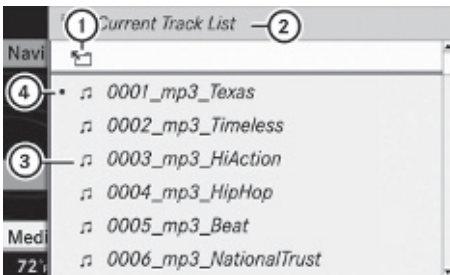 1 Current Track List 2
Navi
4 0001_mp3_Texas
0002_mp3_Timeless
3 0003_mp3_HiAction
0004_mp3_HipHop
0005_mp3_Beat
Medi
0006_mp3_NationalTrust
72